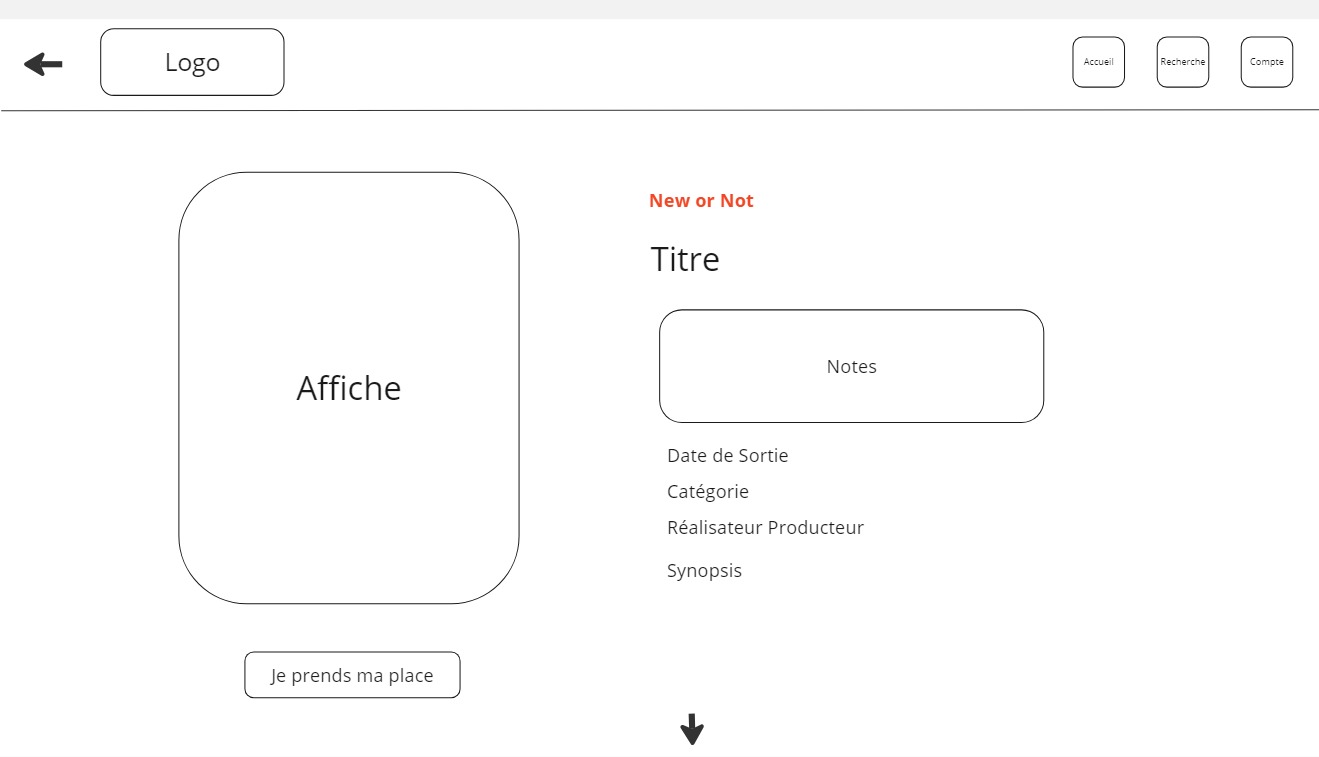 Logo
Accueil
Recherche
Compte
New or Not
Titre
Affiche
Notes
Date de Sortie
Catégorie
Réalisateur Producteur
Synopsis
Je prends ma place